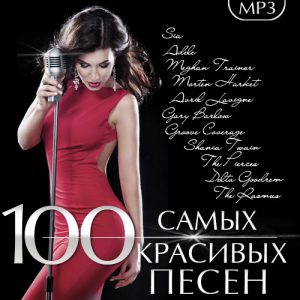 MP3
Sia
Adele
Meghan Trainor
Morten Harket
Avril Lavigne
Gary Barlow
Groove Coverage
Shania Twain
The Pierces
Delta Goodrem
The Rasmus
100 САМЫХ
КРАСИВЫХ
ПЕСЕН